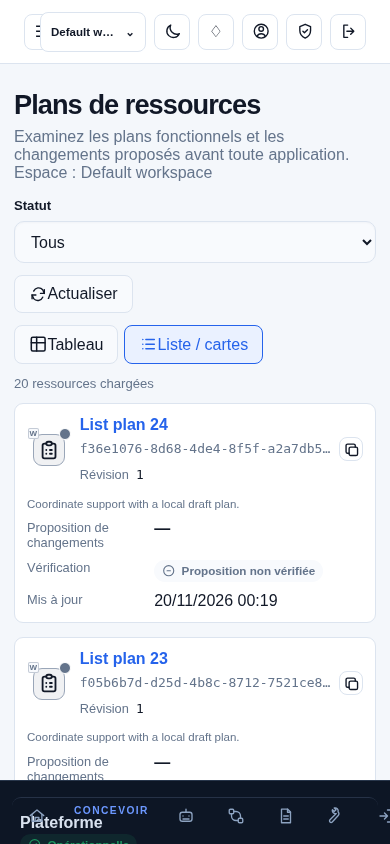 Default w...
Plans de ressources
Examinez les plans fonctionnels et les
changements proposés avant toute application.
Espace : Default workspace
Statut
Tous
Actualiser
Tableau
Liste / cartes
20 ressources chargées
W
List plan 24
f36e1076-8d68-4de4-8f5f-a2a7db5…
Révision 1
Coordinate support with a local draft plan.
Proposition de
changements
—
Vérification
Proposition non vérifiée
Mis à jour
20/11/2026 00:19
W
List plan 23
f05b6b7d-d25d-4b8c-8712-7521ce8…
Révision 1
Coordinate support with a local draft plan.
Proposition de
changements
—
CONCEVOIR
Plateforme
Opérationnelle